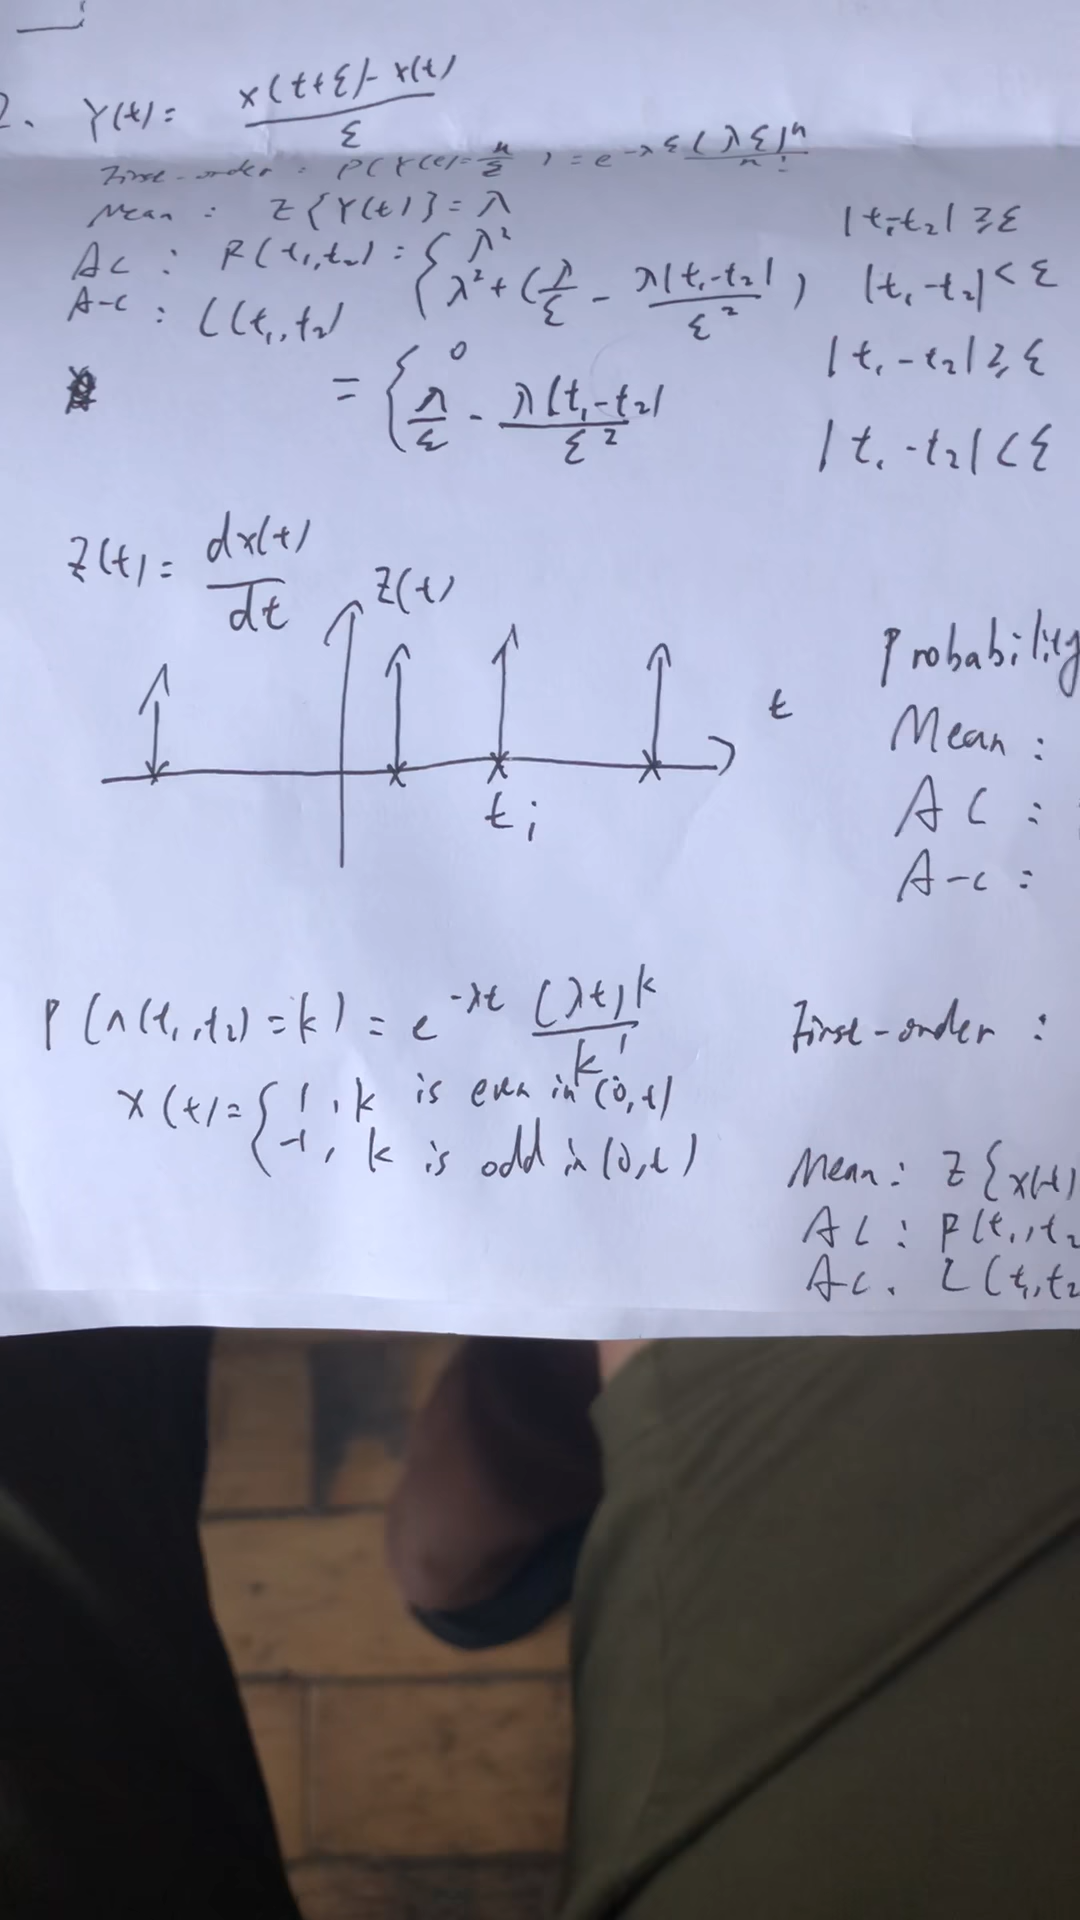 2. Y(t) = x(t+ε) - x(t) / ε
First-order : P(Y(t) = n/ε) = e^-λε (λε)^n / n!
Mean : Z{Y(t)} = λ
AC : R(t₁,t₂) = { λ² |t₁-t₂| ≥ ε
λ² + (λ/ε - λ|t₁-t₂| / ε²) |t₁-t₂| < ε
A-C : C(t₁,t₂)
= { 0 |t₁-t₂| ≥ ε
λ/ε - λ|t₁-t₂| / ε² |t₁-t₂| < ε
Z(t) = dx(t) / dt
Z(t)
t
t i
Probability
Mean :
AC :
A-C :
P(n(t₁,t₂) = k) = e^-λt (λt)^k / k!
x(t) = { 1, k is even in (0,t)
-1, k is odd in (0,t)
First-order :
Mean : Z{x(t)
AC : R(t₁,t₂
AC. C(t₁,t₂